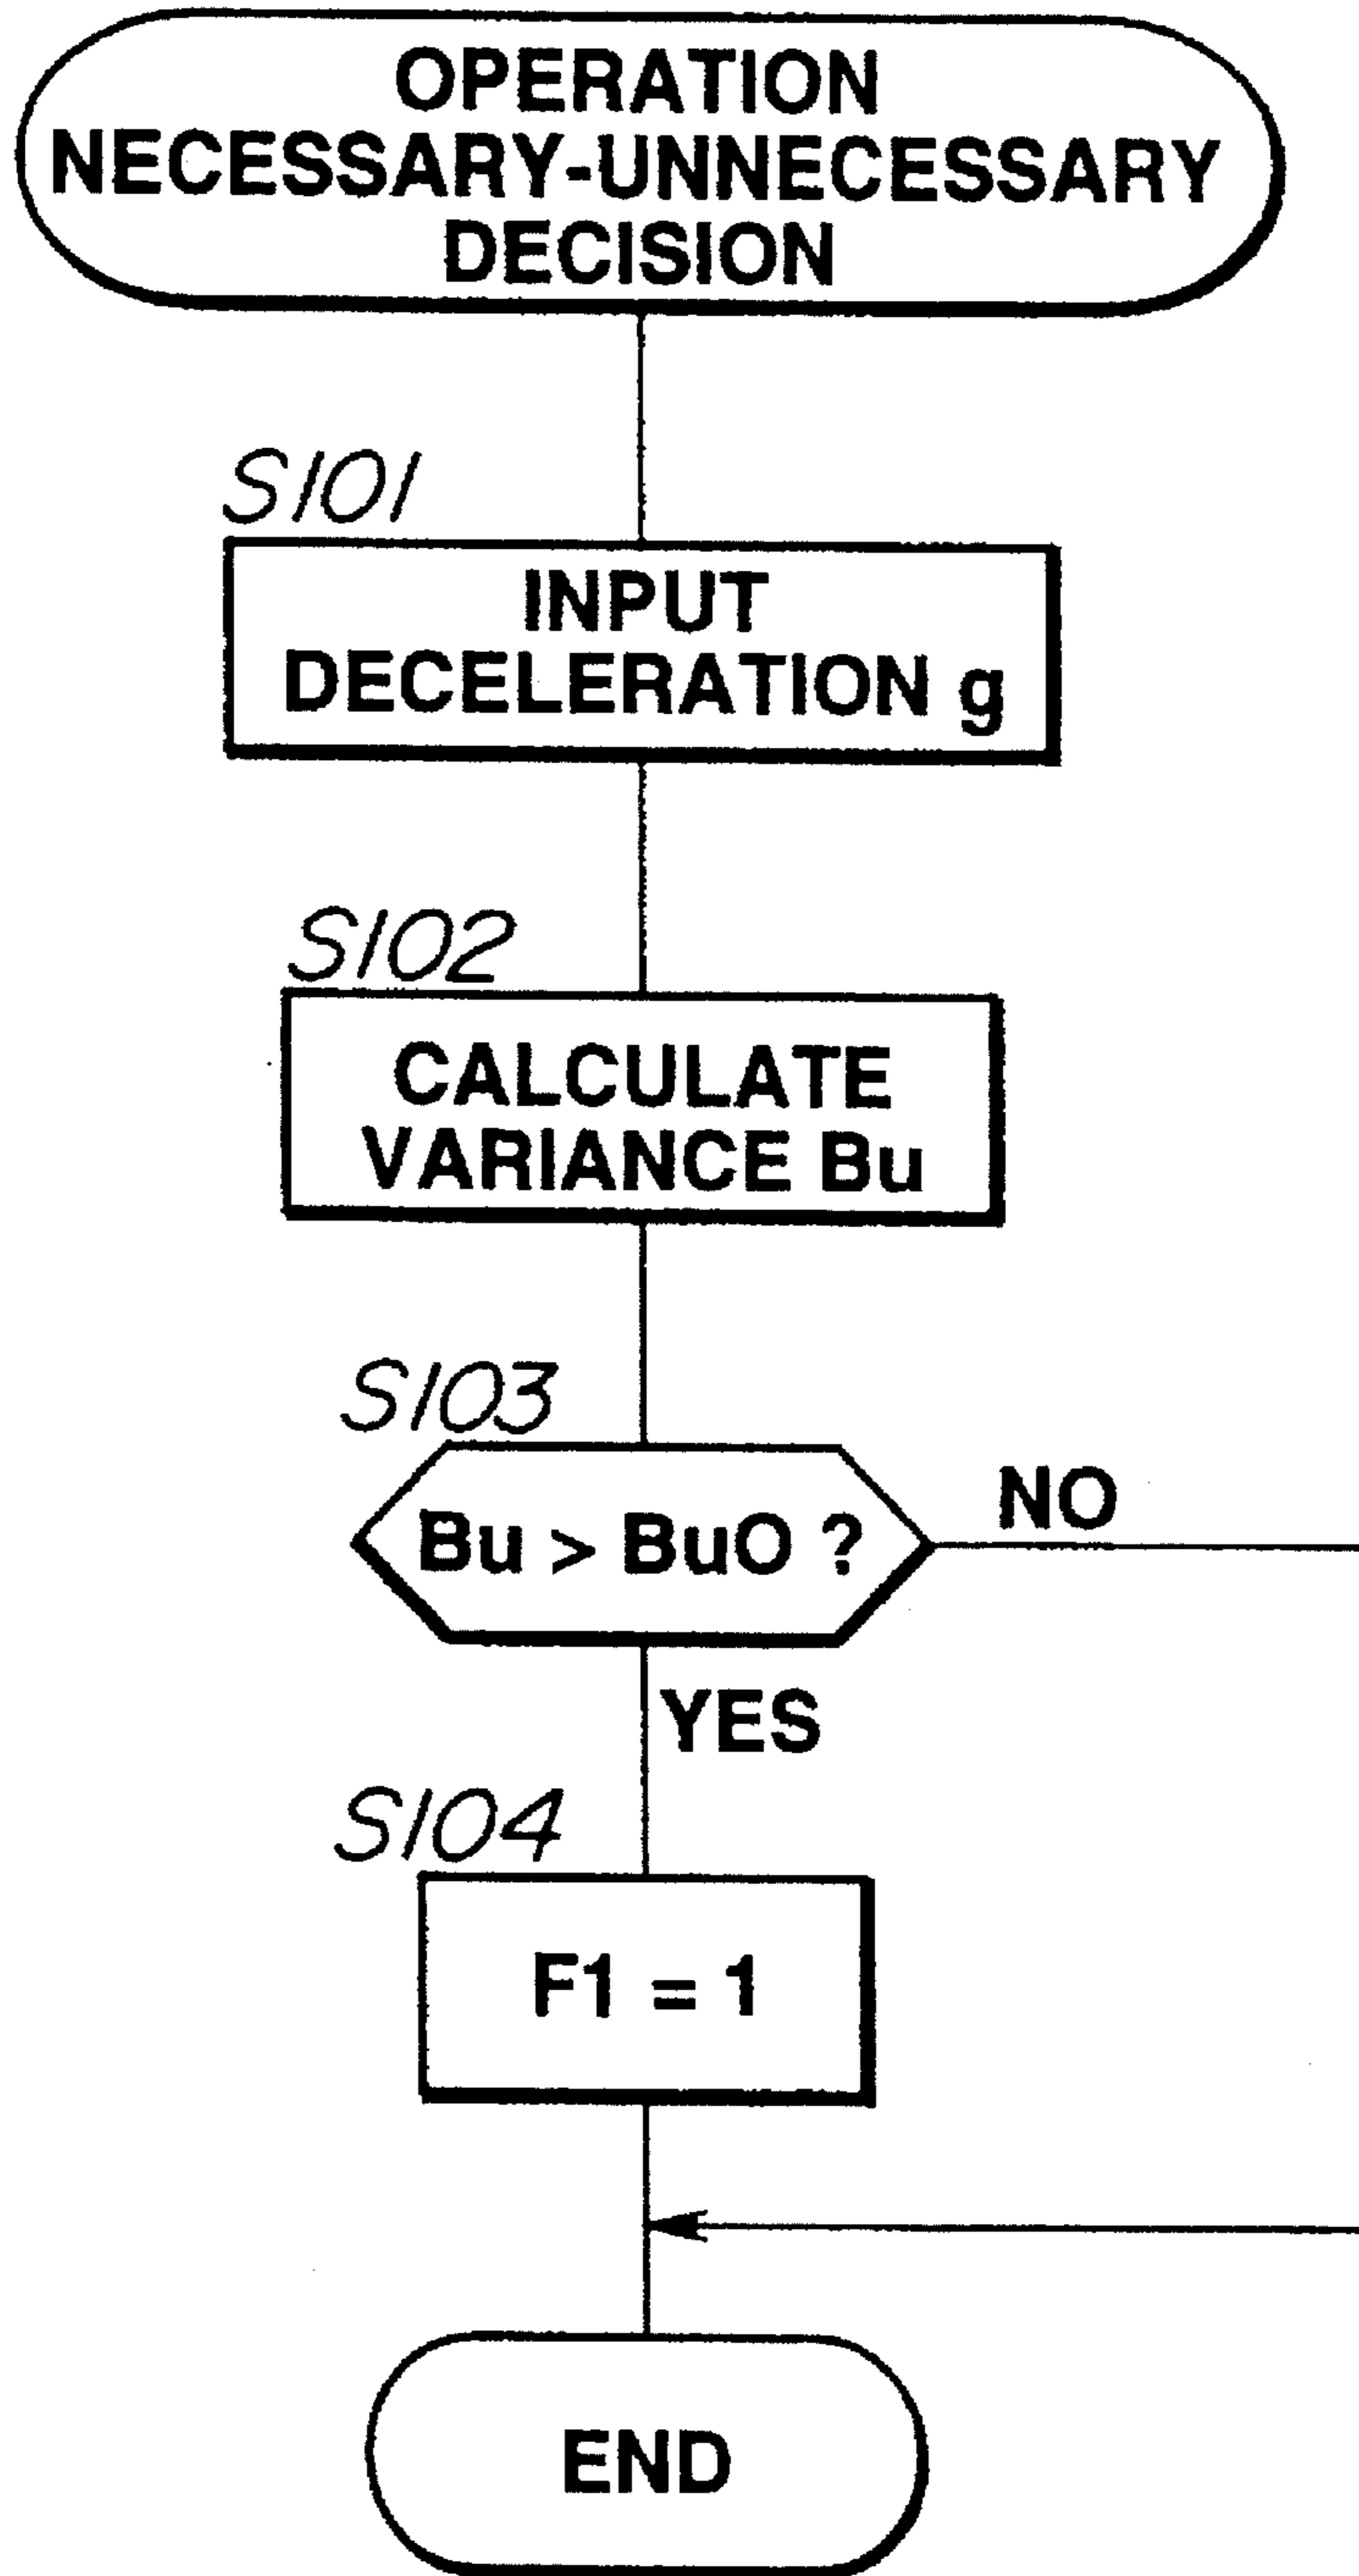 OPERATION
NECESSARY-UNNECESSARY
DECISION
S101
INPUT
DECELERATION g
S102
CALCULATE
VARIANCE Bu
S103
Bu > BuO ?
NO
YES
S104
F1 = 1
END